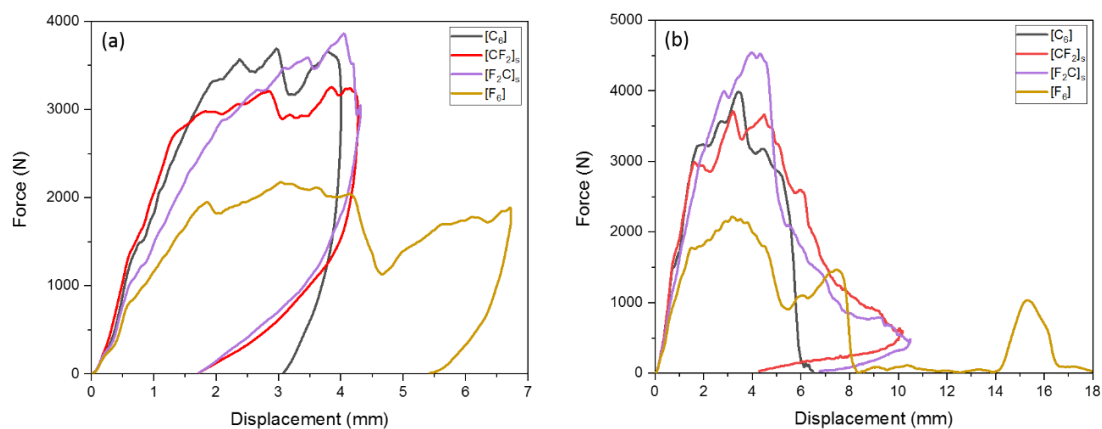 (a)
[C₆]
[CF₂]ₛ
[F₂C]ₛ
[F₆]
4000
3000
2000
1000
0
Force (N)
0 1 2 3 4 5 6 7
Displacement (mm)
(b)
[C₆]
[CF₂]ₛ
[F₂C]ₛ
[F₆]
5000
4000
3000
2000
1000
0
Force (N)
0 2 4 6 8 10 12 14 16 18
Displacement (mm)